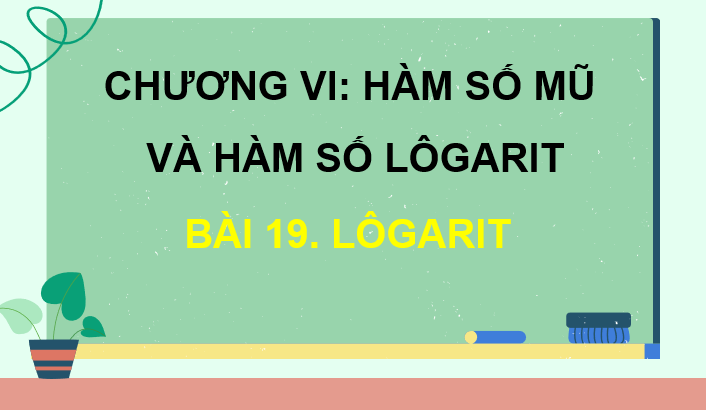 CHƯƠNG VI: HÀM SỐ MŨ
VÀ HÀM SỐ LÔGARIT
BÀI 19. LÔGARIT